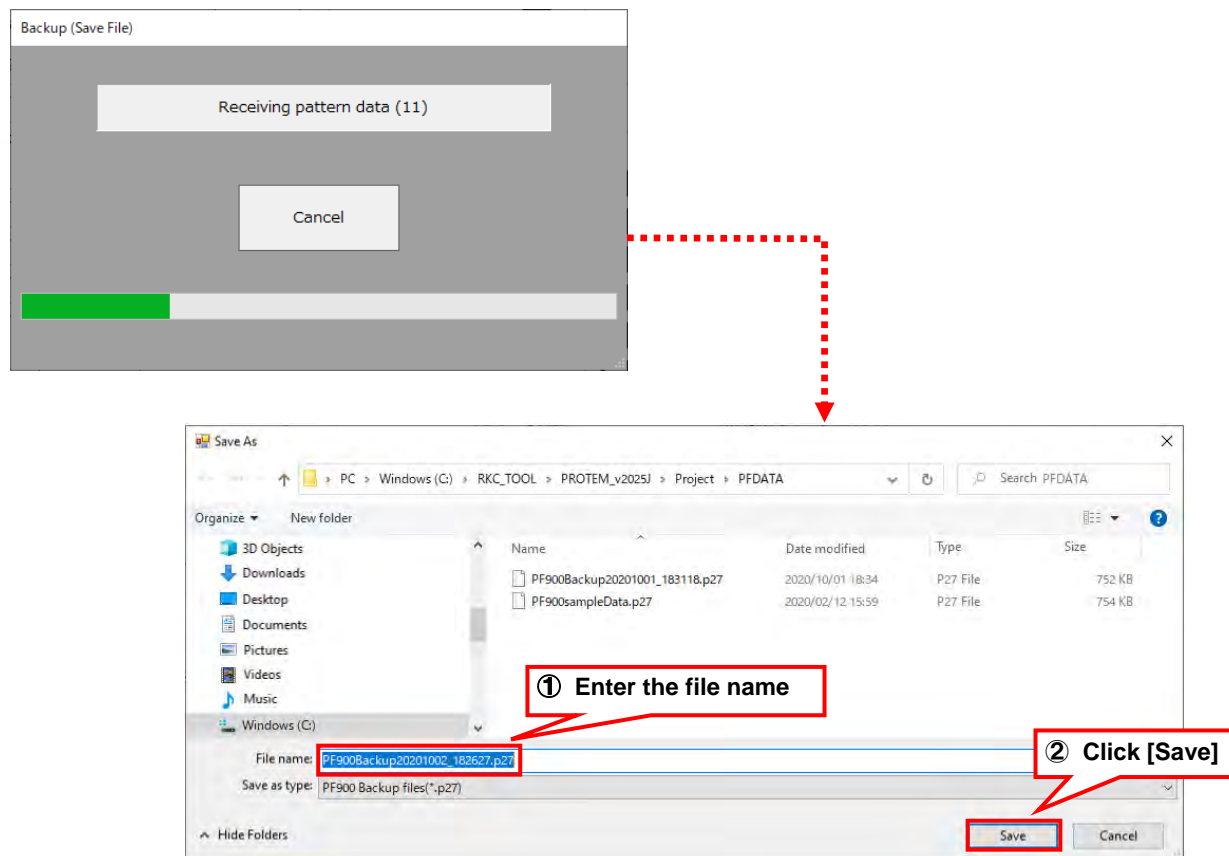 Backup (Save File)
Receiving pattern data (11)
Cancel
Save As
PC > Windows (C:) > RKC_TOOL > PROTEM_v2025J > Project > PFDATA
Search PFDATA
Organize New folder
3D Objects
Downloads
Desktop
Documents
Pictures
Videos
Music
Windows (C:)
Name Date modified Type Size
PF900Backup20201001_183118.p27 2020/10/01 18:34 P27 File 752 KB
PF900sampleData.p27 2020/02/12 15:59 P27 File 754 KB
① Enter the file name
② Click [Save]
File name: PF900Backup20201002_182627.p27
Save as type: PF900 Backup files(*.p27)
Hide Folders
Save Cancel